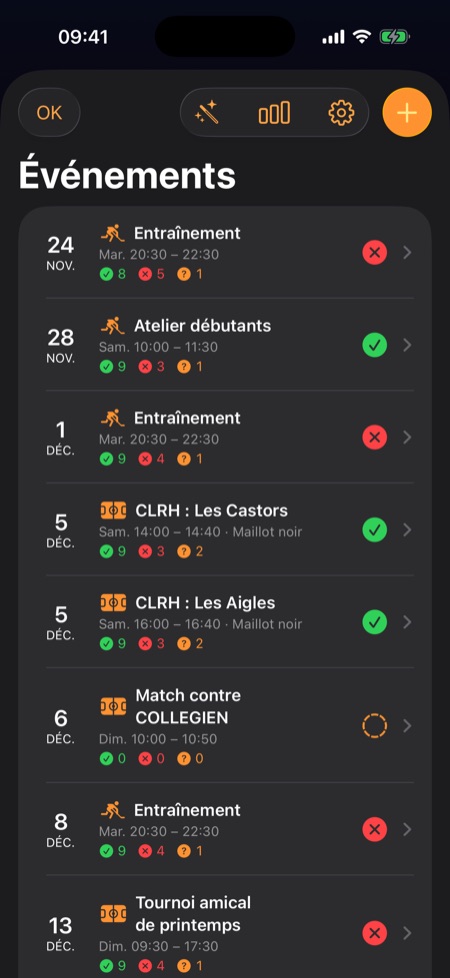 09:41
OK
Événements
24
NOV.
Entraînement
Mar. 20:30 – 22:30
8 5 1
28
NOV.
Atelier débutants
Sam. 10:00 – 11:30
9 3 1
1
DÉC.
Entraînement
Mar. 20:30 – 22:30
9 4 1
5
DÉC.
CLRH : Les Castors
Sam. 14:00 – 14:40 · Maillot noir
9 3 2
5
DÉC.
CLRH : Les Aigles
Sam. 16:00 – 16:40 · Maillot noir
9 3 2
6
DÉC.
Match contre
COLLEGIEN
Dim. 10:00 – 10:50
0 0 0
8
DÉC.
Entraînement
Mar. 20:30 – 22:30
9 4 1
13
DÉC.
Tournoi amical
de printemps
Dim. 09:30 – 17:30
9 4 1